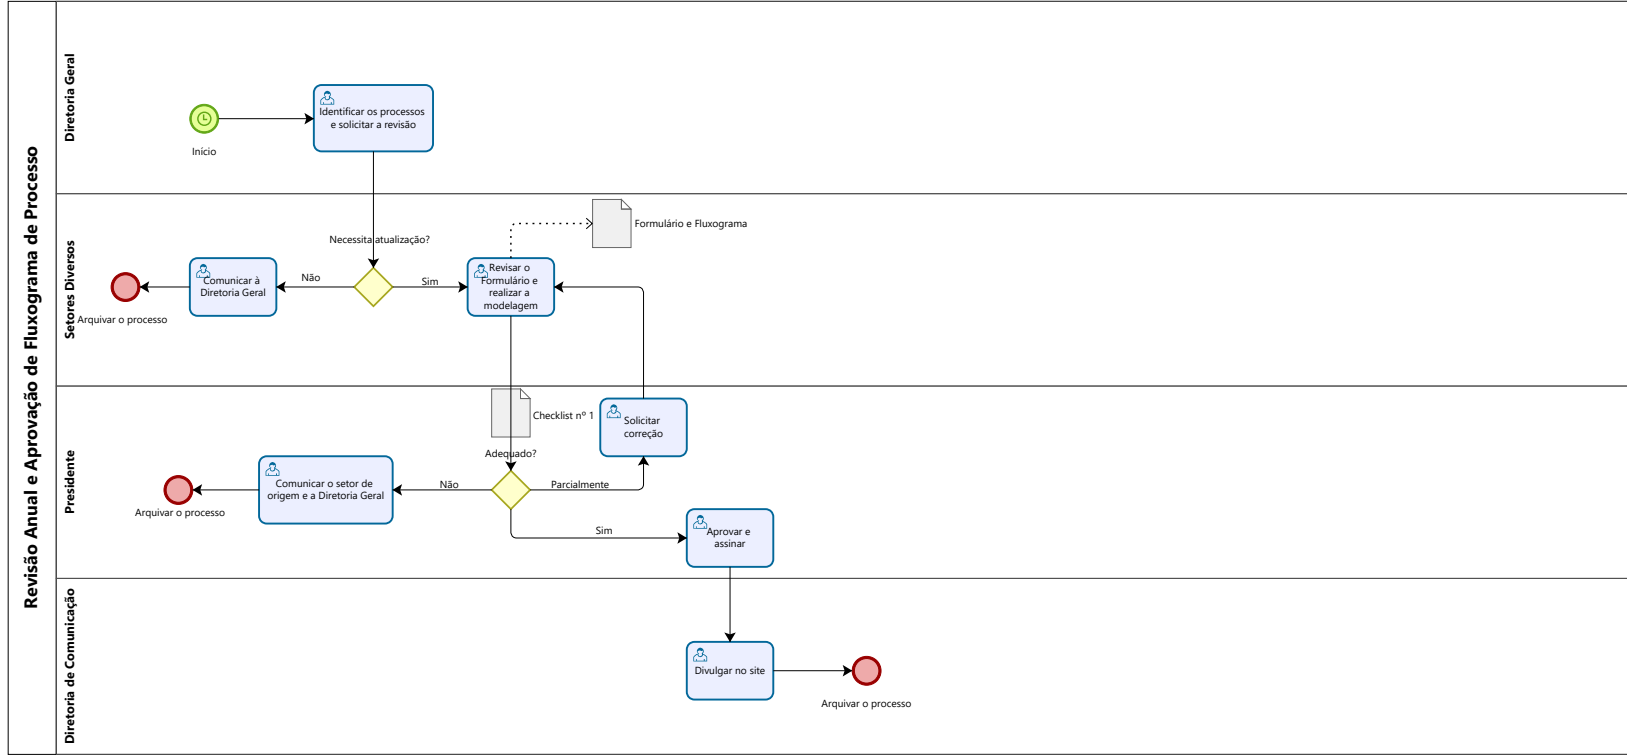 Revisão Anual e Aprovação de Fluxograma de Processo
Diretoria Geral
Início
Identificar os processos
e solicitar a revisão
Setores Diversos
Necessita atualização?
Formulário e Fluxograma
Arquivar o processo
Comunicar à
Diretoria Geral
Não
Sim
Revisar o
Formulário e
realizar a
modelagem
Presidente
Checklist nº 1
Solicitar
correção
Adequado?
Arquivar o processo
Comunicar o setor de
origem e a Diretoria Geral
Não
Parcialmente
Sim
Aprovar e
assinar
Diretoria de Comunicação
Divulgar no site
Arquivar o processo